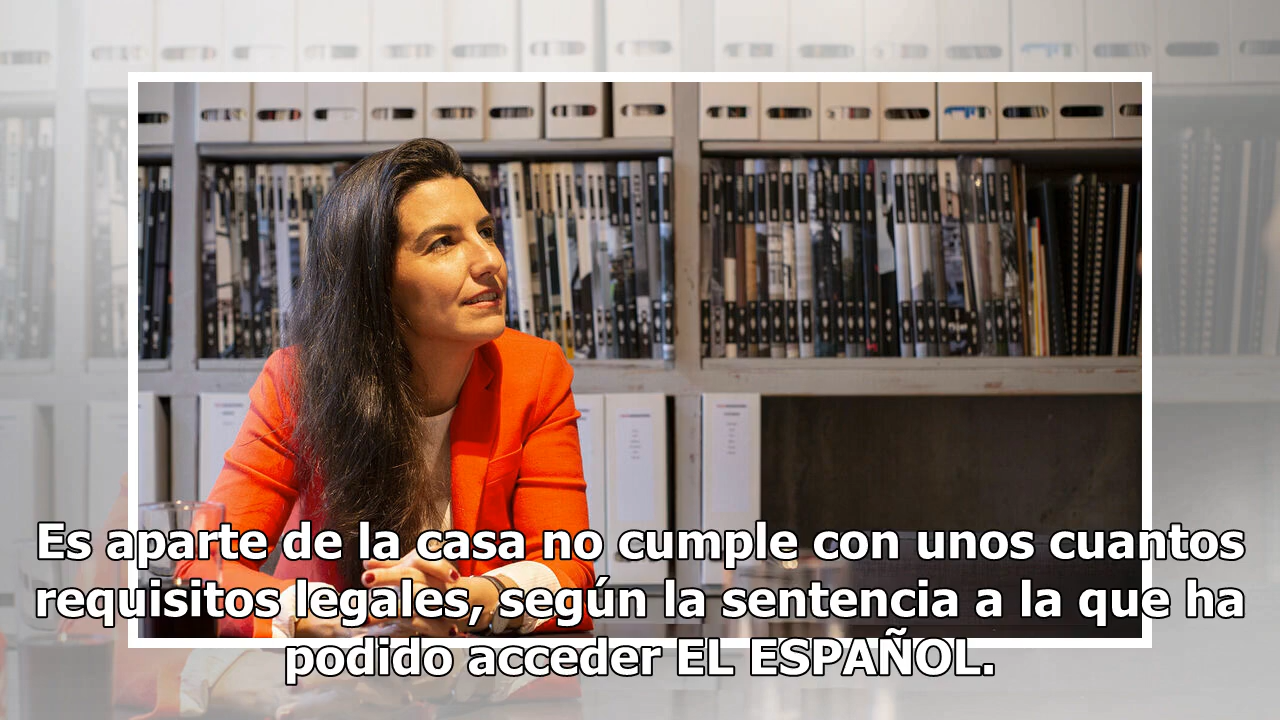 Es aparte de la casa no cumple con unos cuantos
requisitos legales, según la sentencia a la que ha
podido acceder EL ESPAÑOL.